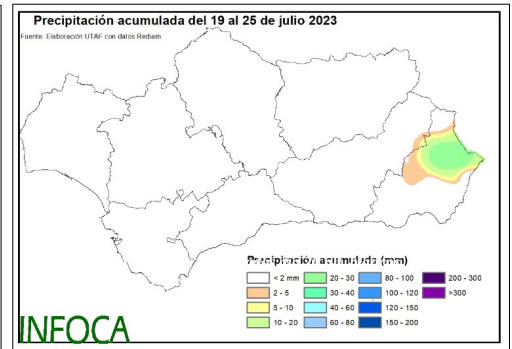 Precipitación acumulada del 19 al 25 de julio 2023
Fuente: Elaboración UTAF con datos Rediam
Precipitación acumulada (mm)
< 2 mm 20 - 30 80 - 100 200 - 300
2 - 5 30 - 40 100 - 120 >300
5 - 10 40 - 60 120 - 150
10 - 20 60 - 80 150 - 200
INFOCA